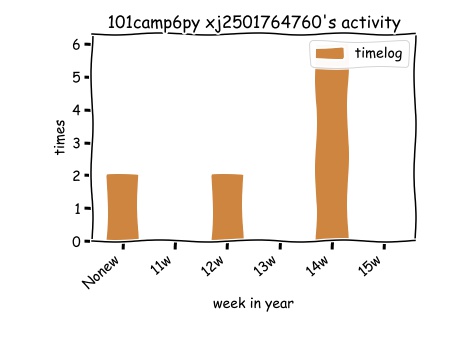 101camp6py xj2501764760's activity
timelog
6
5
4
3
2
1
0
times
Nonew
11w
12w
13w
14w
15w
week in year